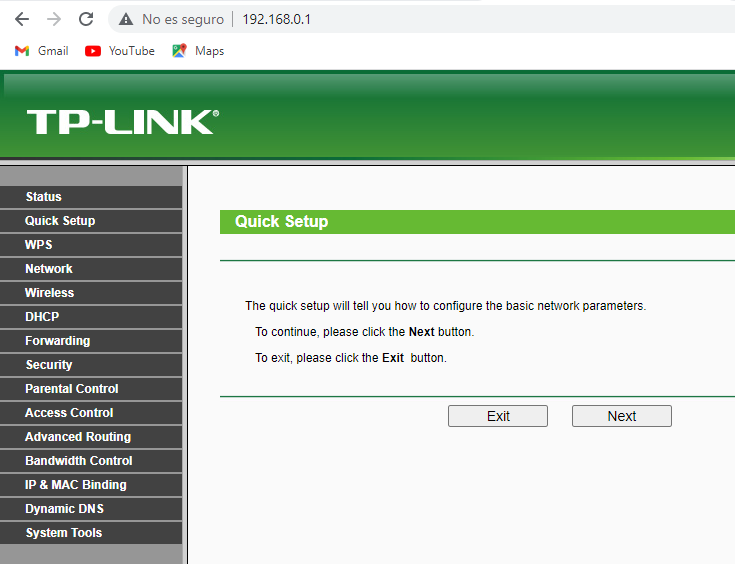 No es seguro 192.168.0.1
Gmail YouTube Maps
TP-LINK®
Status
Quick Setup
WPS
Network
Wireless
DHCP
Forwarding
Security
Parental Control
Access Control
Advanced Routing
Bandwidth Control
IP & MAC Binding
Dynamic DNS
System Tools
Quick Setup
The quick setup will tell you how to configure the basic network parameters.
To continue, please click the Next button.
To exit, please click the Exit  button.
Exit Next